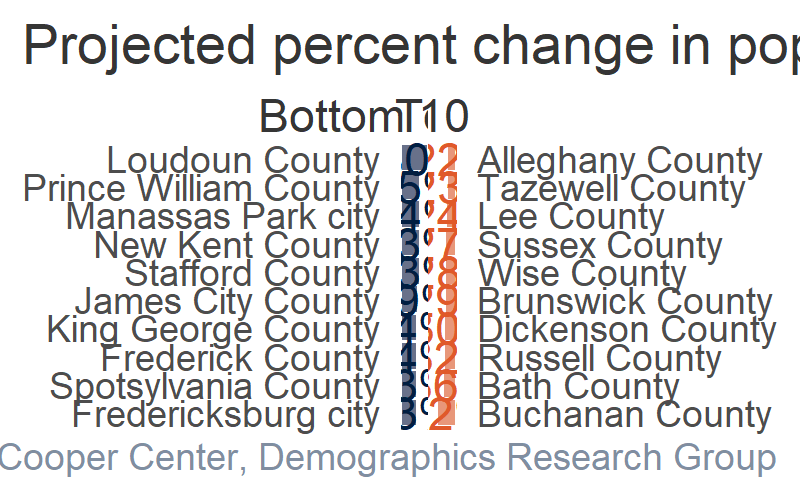 Projected percent change in
Bottom 10
Loudoun County Alleghany County
Prince William County Tazewell County
Manassas Park city Lee County
New Kent County Sussex County
Stafford County Wise County
James City County Brunswick County
King George County Dickenson County
Frederick County Russell County
Spotsylvania County Bath County
Fredericksburg city Buchanan County
Cooper Center, Demographics Research Group